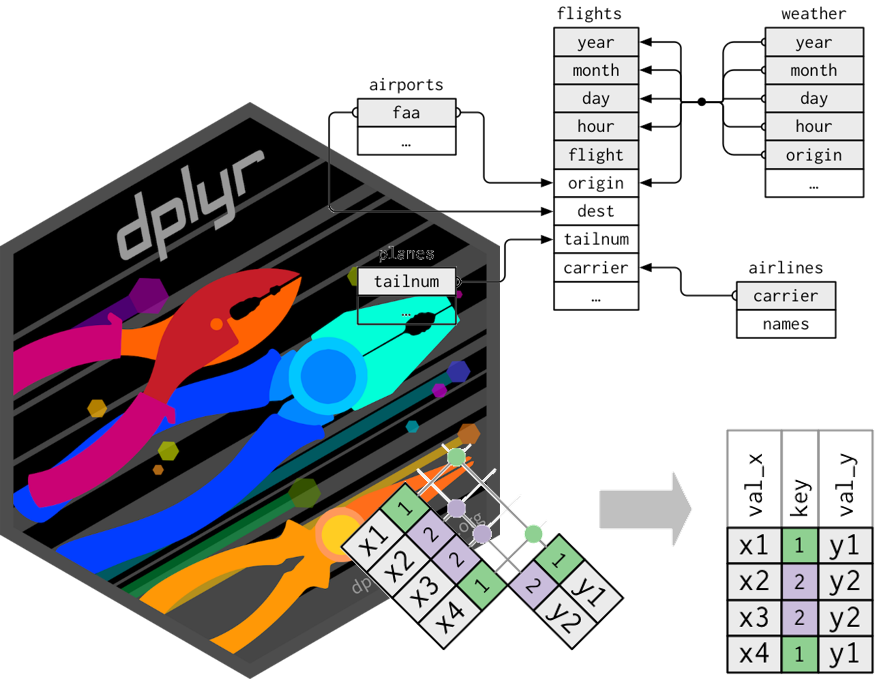 flights
year
month
day
hour
flight
origin
dest
tailnum
carrier
…
weather
year
month
day
hour
origin
…
airports
faa
…
dplyr
planes
tailnum
…
airlines
carrier
names
x1 1
x2 2
x3 2
x4 1
1 y1
2 y2
dp
org
val_x key val_y
x1 1 y1
x2 2 y2
x3 2 y2
x4 1 y1